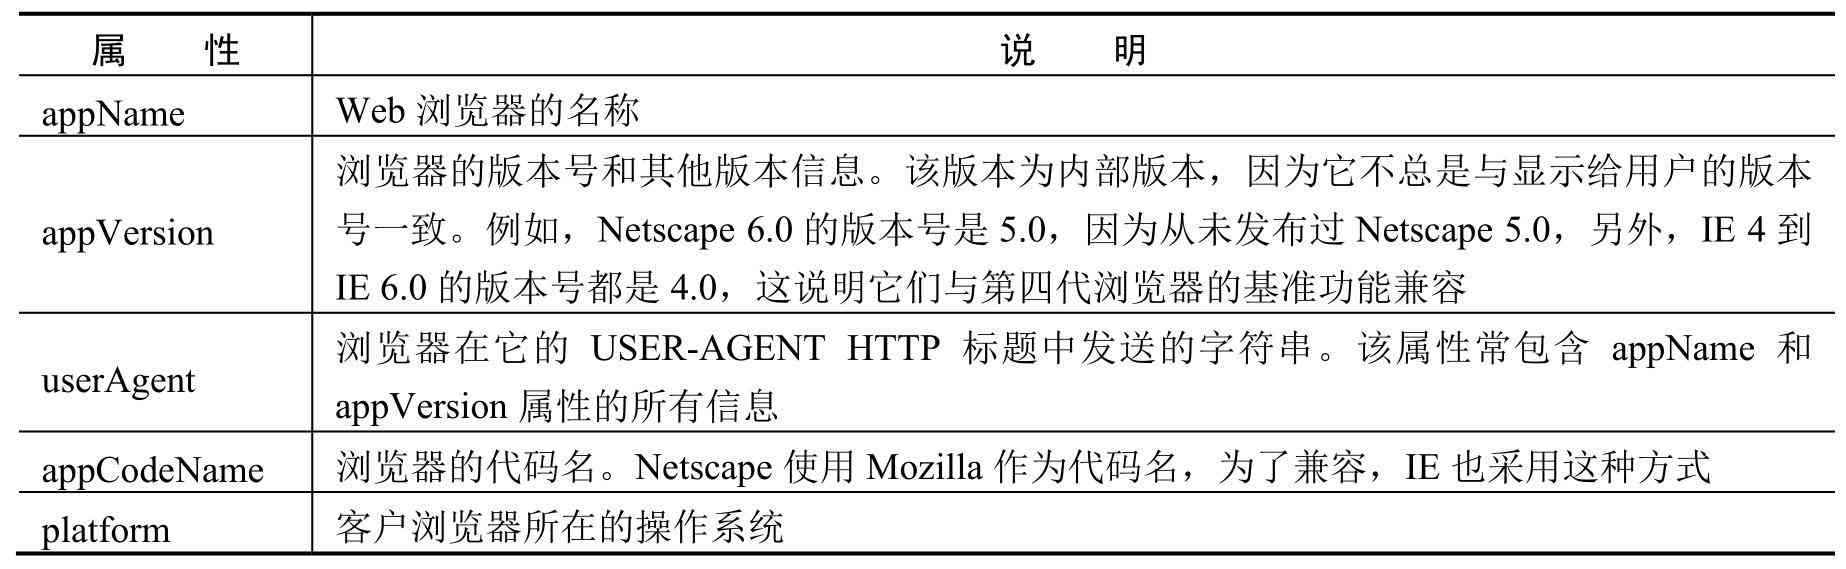 属 性 说 明
appName Web 浏览器的名称
浏览器的版本号和其他版本信息。该版本为内部版本，因为它不总是与显示给用户的版本
appVersion 号一致。例如，Netscape 6.0 的版本号是 5.0，因为从未发布过 Netscape 5.0，另外，IE 4 到
IE 6.0 的版本号都是 4.0，这说明它们与第四代浏览器的基准功能兼容
浏览器在它的 USER-AGENT HTTP 标题中发送的字符串。该属性常包含 appName 和
userAgent
appVersion 属性的所有信息
appCodeName 浏览器的代码名。Netscape 使用 Mozilla 作为代码名，为了兼容，IE 也采用这种方式
platform 客户浏览器所在的操作系统